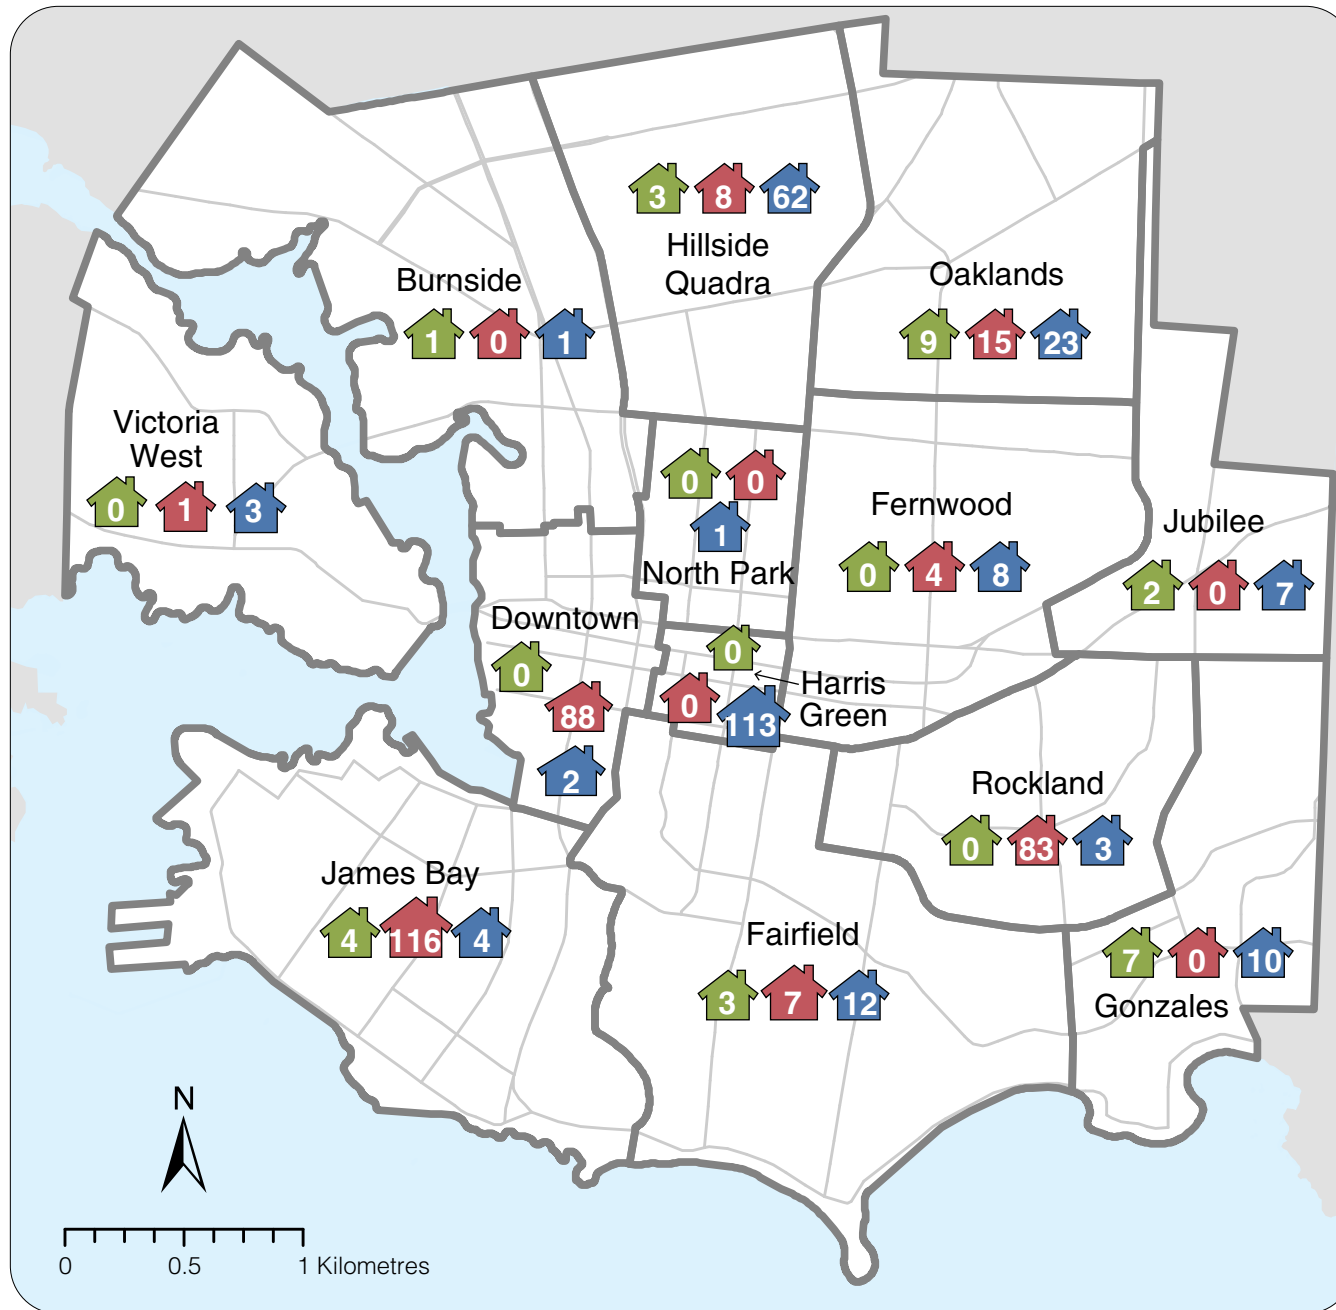 3 8 62
Hillside
Quadra
Burnside
1 0 1
Oaklands
9 15 23
Victoria
West
0 1 3
0 0
1
North Park
Fernwood
0 4 8
Jubilee
2 0 7
Downtown
0
88
2
0
0 113
Harris
Green
Rockland
0 83 3
James Bay
4 116 4
Fairfield
3 7 12
7 0 10
Gonzales
N
0 0.5 1 Kilometres